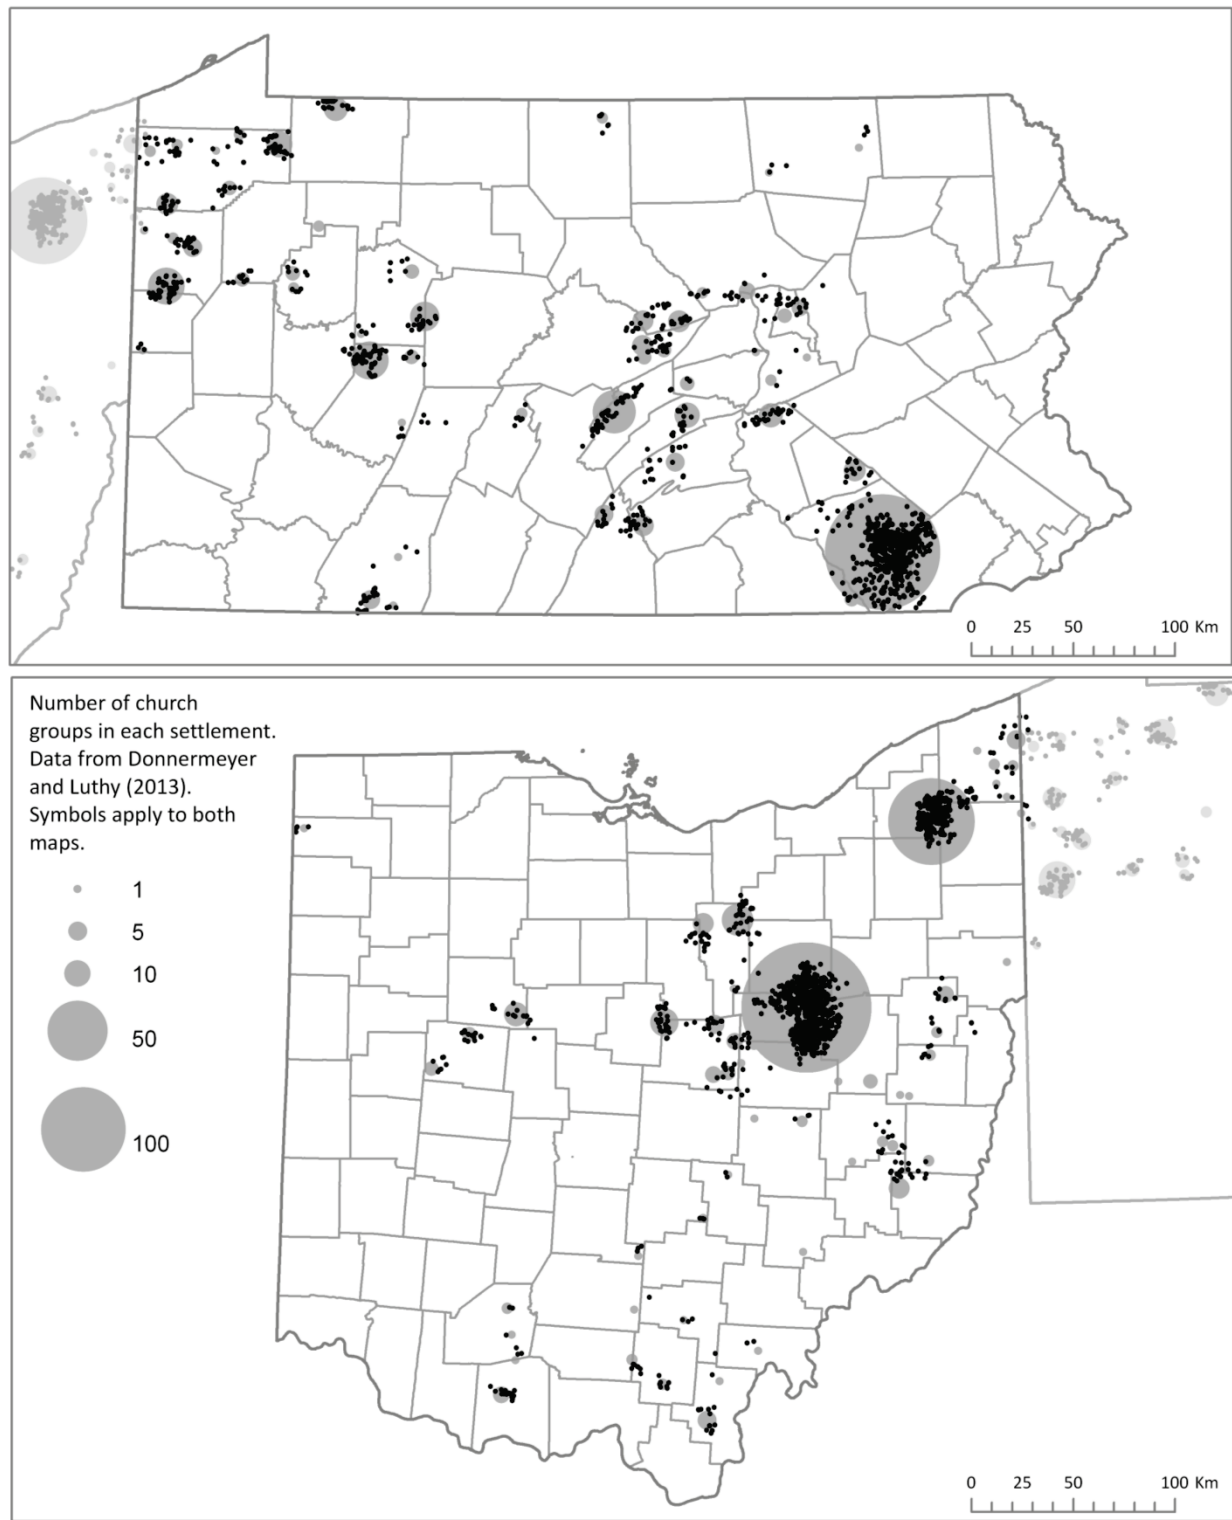 0 25 50 100 Km
Number of church
groups in each settlement.
Data from Donnermeyer
and Luthy (2013).
Symbols apply to both
maps.
1
5
10
50
100
0 25 50 100 Km